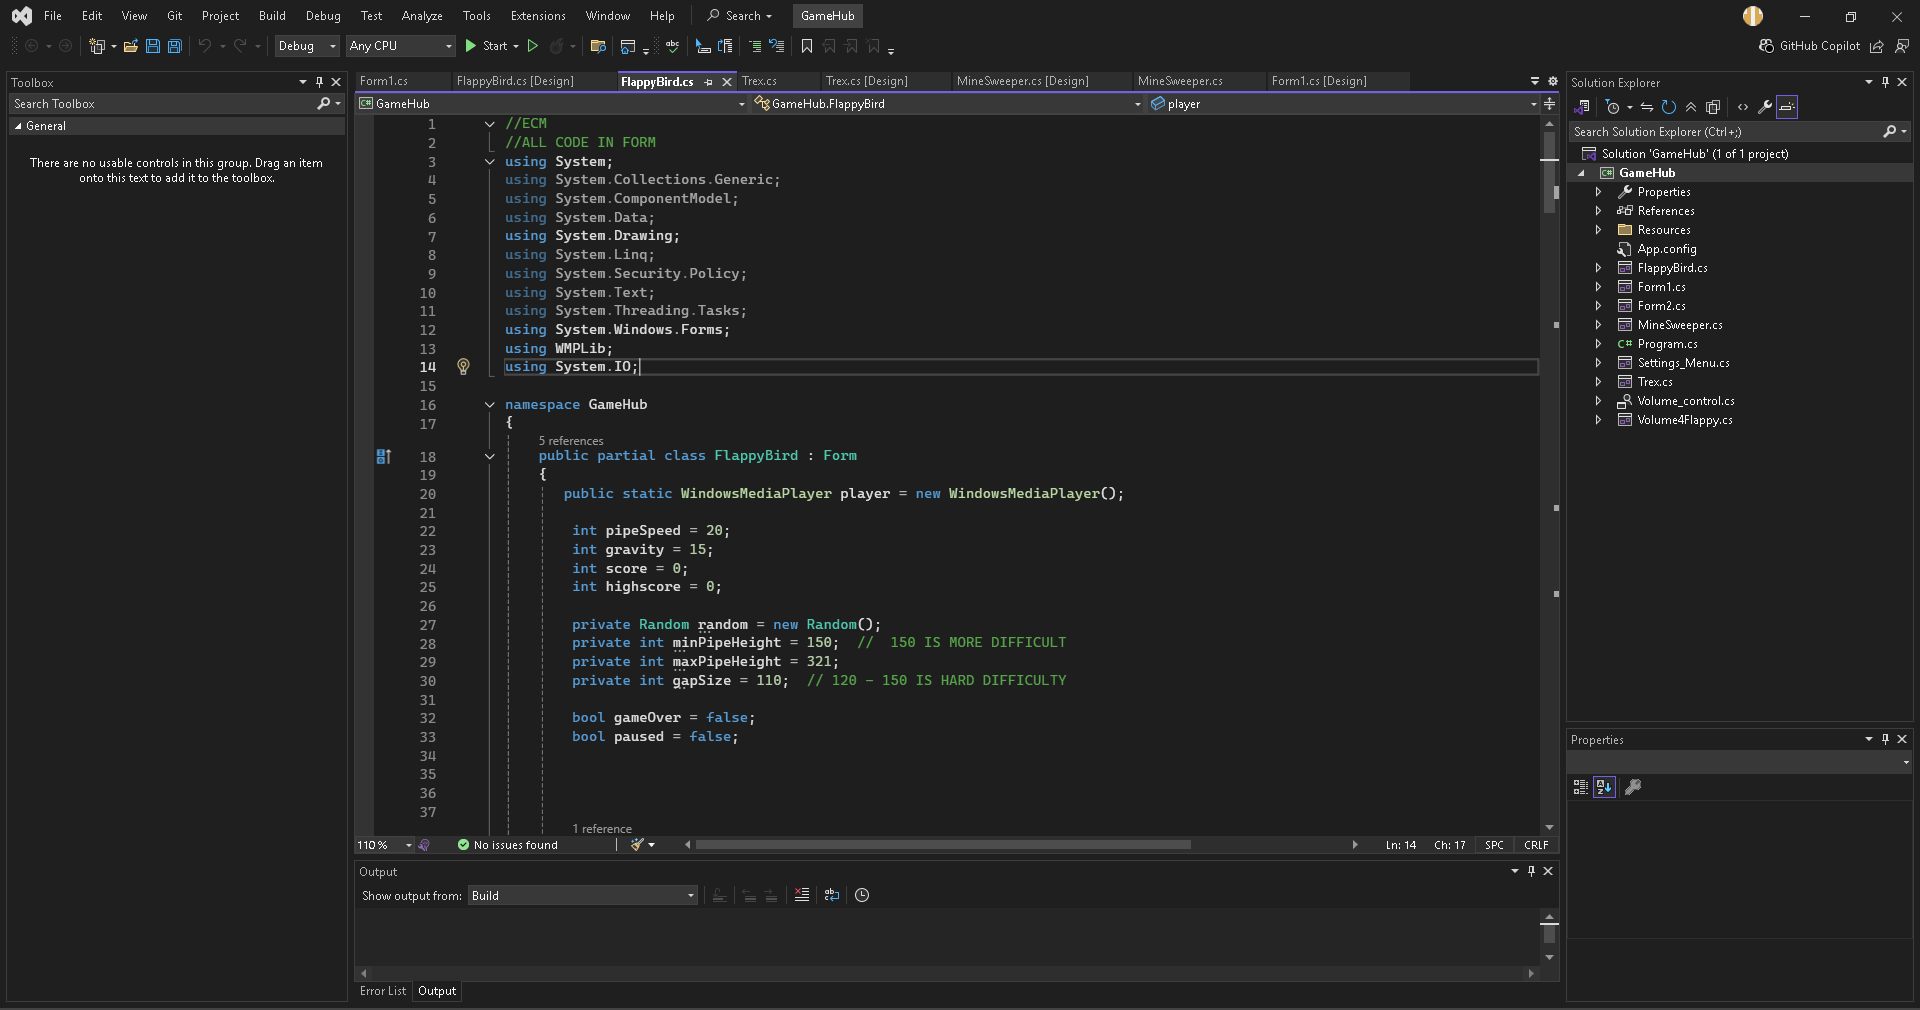 File Edit View Git Project Build Debug Test Analyze Tools Extensions Window Help Search GameHub
Debug Any CPU Start GitHub Copilot
Toolbox
Search Toolbox
General
There are no usable controls in this group. Drag an item
onto this text to add it to the toolbox.
Form1.cs FlappyBird.cs [Design] FlappyBird.cs Trex.cs Trex.cs [Design] MineSweeper.cs [Design] MineSweeper.cs Form1.cs [Design]
C# GameHub GameHub.FlappyBird player
1 //ECM
2 //ALL CODE IN FORM
3 using System;
4 using System.Collections.Generic;
5 using System.ComponentModel;
6 using System.Data;
7 using System.Drawing;
8 using System.Linq;
9 using System.Security.Policy;
10 using System.Text;
11 using System.Threading.Tasks;
12 using System.Windows.Forms;
13 using WMPLib;
14 using System.IO;
15
16 namespace GameHub
17 {
5 references
18 public partial class FlappyBird : Form
19 {
20 public static WindowsMediaPlayer player = new WindowsMediaPlayer();
21
22 int pipeSpeed = 20;
23 int gravity = 15;
24 int score = 0;
25 int highscore = 0;
26
27 private Random random = new Random();
28 private int minPipeHeight = 150;  //  150 IS MORE DIFFICULT
29 private int maxPipeHeight = 321;
30 private int gapSize = 110;  // 120 - 150 IS HARD DIFFICULTY
31
32 bool gameOver = false;
33 bool paused = false;
34
35
36
37
1 reference
110 % No issues found Ln: 14 Ch: 17 SPC CRLF
Output
Show output from: Build
Error List Output
Solution Explorer
Search Solution Explorer (Ctrl+;)
Solution 'GameHub' (1 of 1 project)
C# GameHub
Properties
References
Resources
App.config
FlappyBird.cs
Form1.cs
Form2.cs
MineSweeper.cs
C# Program.cs
Settings_Menu.cs
Trex.cs
Volume_control.cs
Volume4Flappy.cs
Properties